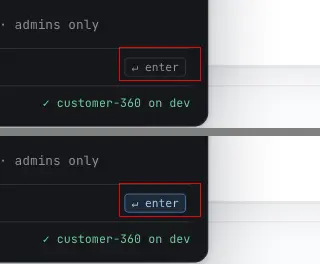 · admins only
↵ enter
✓ customer-360 on dev
· admins only
↵ enter
✓ customer-360 on dev